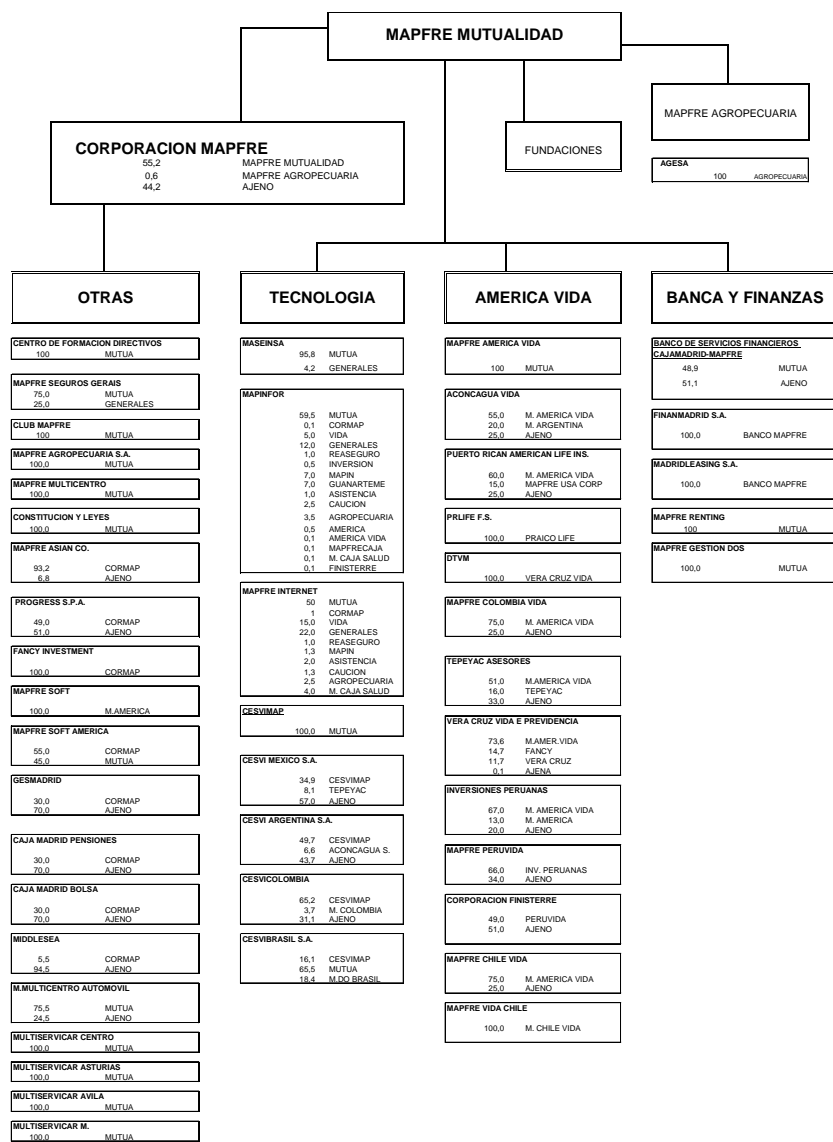 MAPFRE MUTUALIDAD
CORPORACION MAPFRE
55,2 MAPFRE MUTUALIDAD
0,6 MAPFRE AGROPECUARIA
44,2 AJENO
FUNDACIONES
MAPFRE AGROPECUARIA
AGESA
100 AGROPECUARIA
OTRAS
CENTRO DE FORMACION DIRECTIVOS
100 MUTUA
MAPFRE SEGUROS GERAIS
75,0 MUTUA
25,0 GENERALES
CLUB MAPFRE
100 MUTUA
MAPFRE AGROPECUARIA S.A.
100,0 MUTUA
MAPFRE MULTICENTRO
100,0 MUTUA
CONSTITUCION Y LEYES
100,0 MUTUA
MAPFRE ASIAN CO.
93,2 CORMAP
6,8 AJENO
PROGRESS S.P.A.
49,0 CORMAP
51,0 AJENO
FANCY INVESTMENT
100,0 CORMAP
MAPFRE SOFT
100,0 M.AMERICA
MAPFRE SOFT AMERICA
55,0 CORMAP
45,0 MUTUA
GESMADRID
30,0 CORMAP
70,0 AJENO
CAJA MADRID PENSIONES
30,0 CORMAP
70,0 AJENO
CAJA MADRID BOLSA
30,0 CORMAP
70,0 AJENO
MIDDLESEA
5,5 CORMAP
94,5 AJENO
M.MULTICENTRO AUTOMOVIL
75,5 MUTUA
24,5 AJENO
MULTISERVICAR CENTRO
100,0 MUTUA
MULTISERVICAR ASTURIAS
100,0 MUTUA
MULTISERVICAR AVILA
100,0 MUTUA
MULTISERVICAR M.
100,0 MUTUA
TECNOLOGIA
MASEINSA
95,8 MUTUA
4,2 GENERALES
MAPINFOR
59,5 MUTUA
0,1 CORMAP
5,0 VIDA
12,0 GENERALES
1,0 REASEGURO
0,5 INVERSION
7,0 MAPIN
7,0 GUANARTEME
1,0 ASISTENCIA
2,5 CAUCION
3,5 AGROPECUARIA
0,5 AMERICA
0,1 AMERICA VIDA
0,1 MAPFRECAJA
0,1 M. CAJA SALUD
0,1 FINISTERRE
MAPFRE INTERNET
50 MUTUA
1 CORMAP
15,0 VIDA
22,0 GENERALES
1,0 REASEGURO
1,3 MAPIN
2,0 ASISTENCIA
1,3 CAUCION
2,5 AGROPECUARIA
4,0 M. CAJA SALUD
CESVIMAP
100,0 MUTUA
CESVI MEXICO S.A.
34,9 CESVIMAP
8,1 TEPEYAC
57,0 AJENO
CESVI ARGENTINA S.A.
49,7 CESVIMAP
6,6 ACONCAGUA S.
43,7 AJENO
CESVICOLOMBIA
65,2 CESVIMAP
3,7 M. COLOMBIA
31,1 AJENO
CESVIBRASIL S.A.
16,1 CESVIMAP
65,5 MUTUA
18,4 M.DO BRASIL
AMERICA VIDA
MAPFRE AMERICA VIDA
100 MUTUA
ACONCAGUA VIDA
55,0 M. AMERICA VIDA
20,0 M. ARGENTINA
25,0 AJENO
PUERTO RICAN AMERICAN LIFE INS.
60,0 M. AMERICA VIDA
15,0 MAPFRE USA CORP
25,0 AJENO
PRLIFE F.S.
100,0 PRAICO LIFE
DTVM
100,0 VERA CRUZ VIDA
MAPFRE COLOMBIA VIDA
75,0 M. AMERICA VIDA
25,0 AJENO
TEPEYAC ASESORES
51,0 M.AMERICA VIDA
16,0 TEPEYAC
33,0 AJENO
VERA CRUZ VIDA E PREVIDENCIA
73,6 M.AMER.VIDA
14,7 FANCY
11,7 VERA CRUZ
0,1 AJENA
INVERSIONES PERUANAS
67,0 M. AMERICA VIDA
13,0 M. AMERICA
20,0 AJENO
MAPFRE PERUVIDA
66,0 INV. PERUANAS
34,0 AJENO
CORPORACION FINISTERRE
49,0 PERUVIDA
51,0 AJENO
MAPFRE CHILE VIDA
75,0 M. AMERICA VIDA
25,0 AJENO
MAPFRE VIDA CHILE
100,0 M. CHILE VIDA
BANCA Y FINANZAS
BANCO DE SERVICIOS FINANCIEROS
CAJAMADRID-MAPFRE
48,9 MUTUA
51,1 AJENO
FINANMADRID S.A.
100,0 BANCO MAPFRE
MADRIDLEASING S.A.
100,0 BANCO MAPFRE
MAPFRE RENTING
100 MUTUA
MAPFRE GESTION DOS
100,0 MUTUA